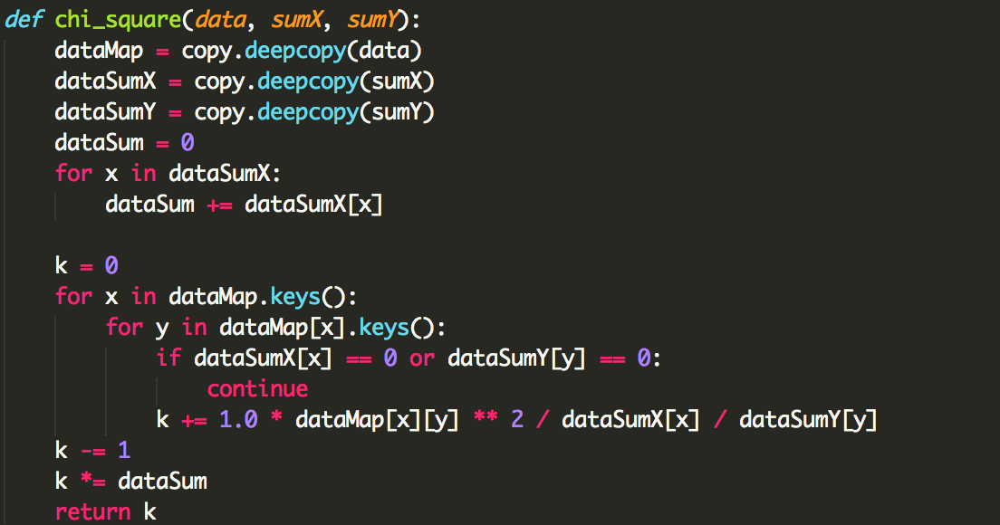 def chi_square(data, sumX, sumY):
    dataMap = copy.deepcopy(data)
    dataSumX = copy.deepcopy(sumX)
    dataSumY = copy.deepcopy(sumY)
    dataSum = 0
    for x in dataSumX:
        dataSum += dataSumX[x]

    k = 0
    for x in dataMap.keys():
        for y in dataMap[x].keys():
            if dataSumX[x] == 0 or dataSumY[y] == 0:
                continue
            k += 1.0 * dataMap[x][y] ** 2 / dataSumX[x] / dataSumY[y]
    k -= 1
    k *= dataSum
    return k